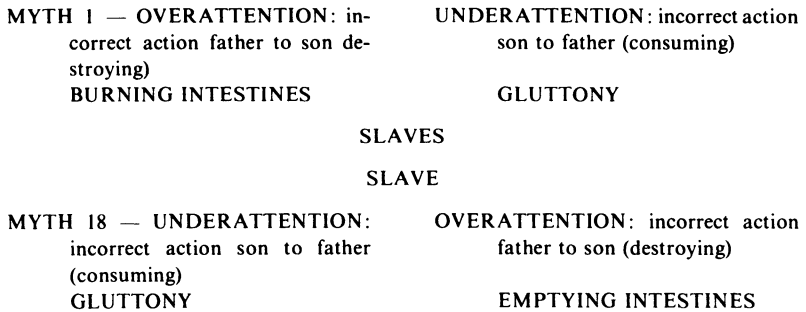 MYTH 1 — OVERATTENTION: in-
correct action father to son de-
stroying)
BURNING INTESTINES
UNDERATTENTION: incorrect action
son to father (consuming)
GLUTTONY
SLAVES
SLAVE
MYTH 18 — UNDERATTENTION:
incorrect action son to father
(consuming)
GLUTTONY
OVERATTENTION: incorrect action
father to son (destroying)
EMPTYING INTESTINES